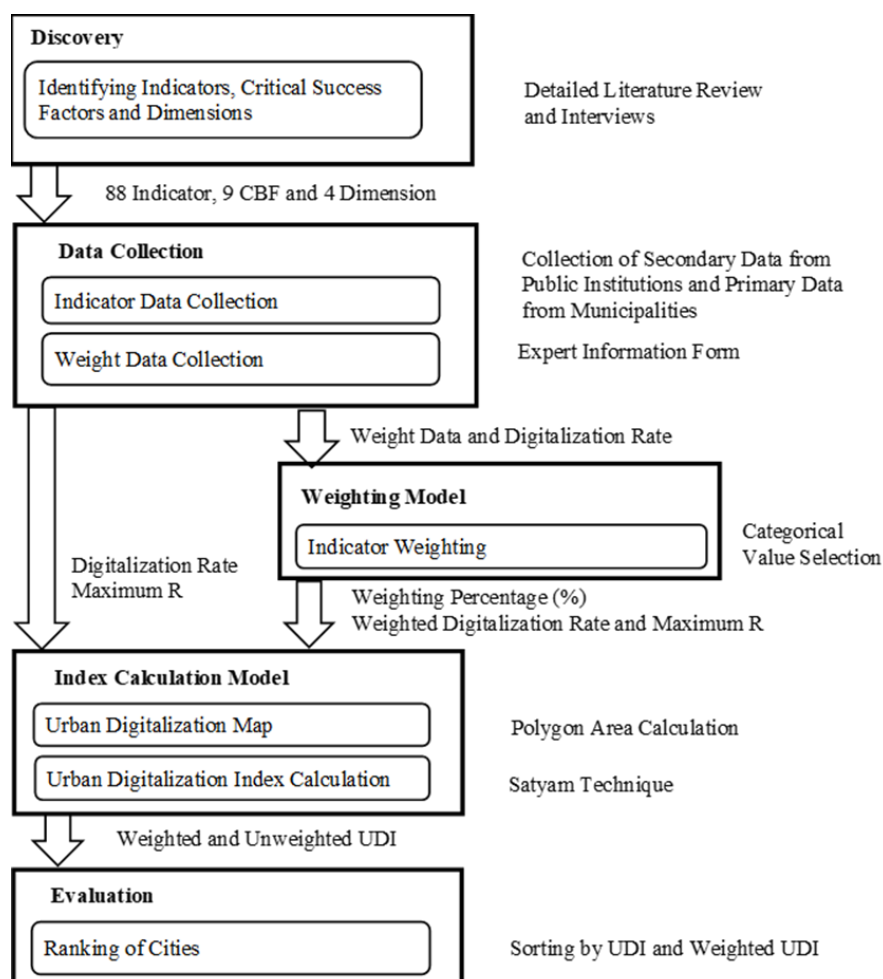 Discovery
Identifying Indicators, Critical Success
Factors and Dimensions
Detailed Literature Review
and Interviews
88 Indicator, 9 CBF and 4 Dimension
Data Collection
Indicator Data Collection
Weight Data Collection
Collection of Secondary Data from
Public Institutions and Primary Data
from Municipalities
Expert Information Form
Weight Data and Digitalization Rate
Weighting Model
Indicator Weighting
Categorical
Value Selection
Digitalization Rate
Maximum R
Weighting Percentage (%)
Weighted Digitalization Rate and Maximum R
Index Calculation Model
Urban Digitalization Map
Polygon Area Calculation
Urban Digitalization Index Calculation
Satyam Technique
Weighted and Unweighted UDI
Evaluation
Ranking of Cities
Sorting by UDI and Weighted UDI